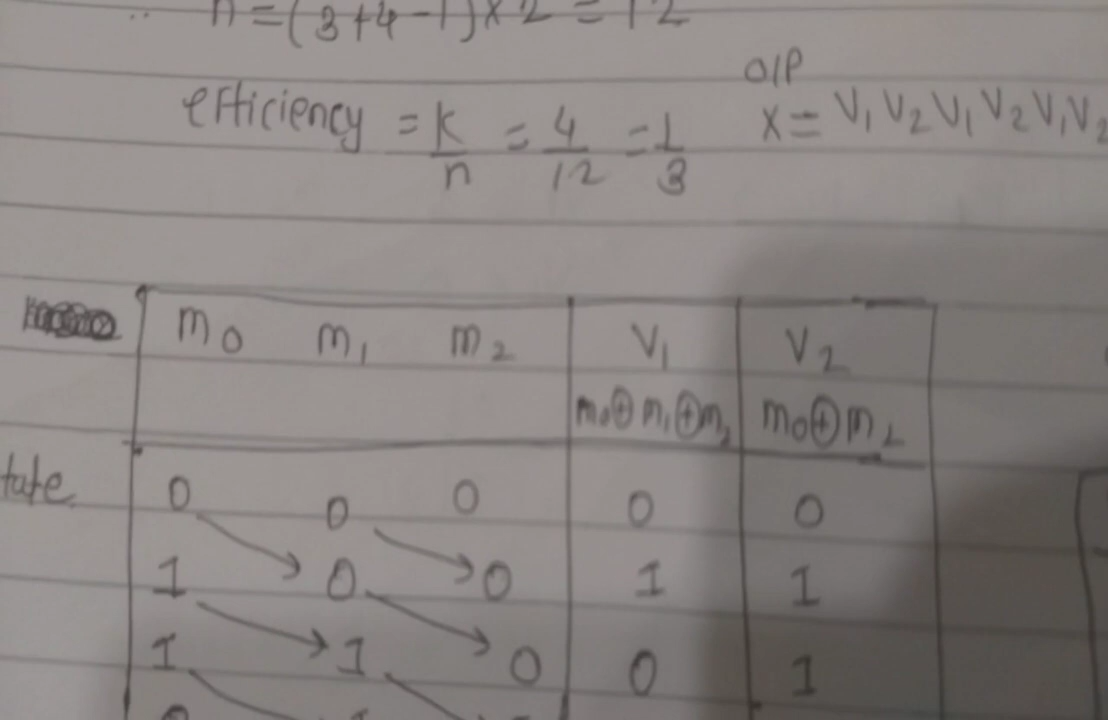 n = (3+4-1)×2 = 12
O/P
efficiency = k/n = 4/12 = 1/3 X = V₁ V₂ V₁ V₂ V₁ V₂
m₀ m₁ m₂ V₁ V₂
m₀⊕m₁⊕m₂ m₀⊕m₂
tate 0 0 0 0 0
1 0 0 1 1
1 1 0 0 1